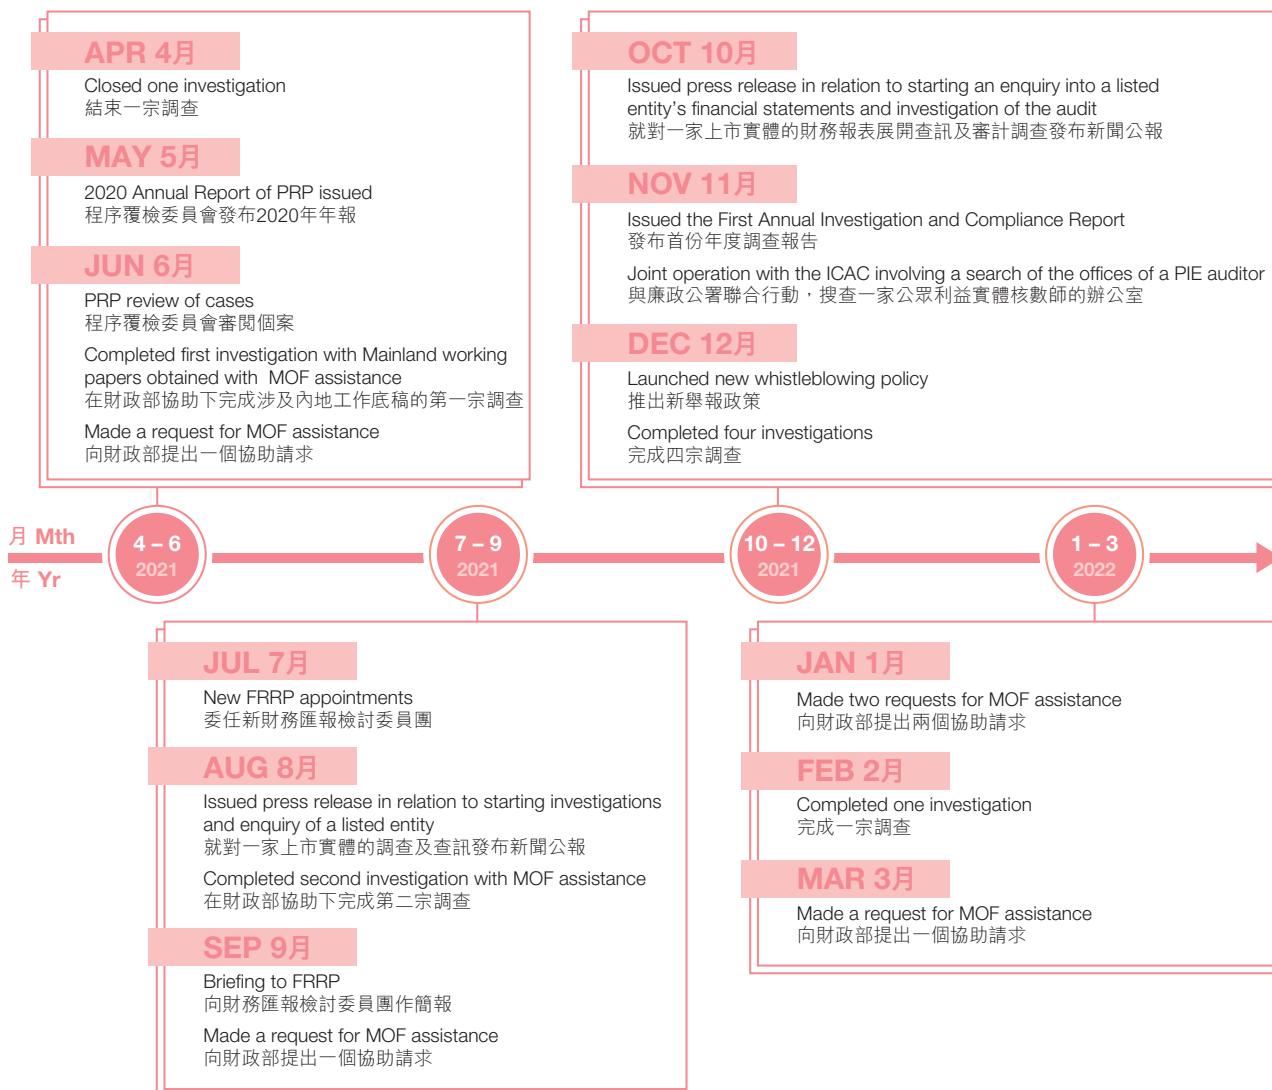 APR 4月
Closed one investigation
結束一宗調查
MAY 5月
2020 Annual Report of PRP issued
程序覆檢委員會發布2020年年報
JUN 6月
PRP review of cases
程序覆檢委員會審閱個案
Completed first investigation with Mainland working
papers obtained with MOF assistance
在財政部協助下完成涉及內地工作底稿的第一宗調查
Made a request for MOF assistance
向財政部提出一個協助請求
OCT 10月
Issued press release in relation to starting an enquiry into a listed
entity's financial statements and investigation of the audit
就對一家上市實體的財務報表展開查訊及審計調查發布新聞公報
NOV 11月
Issued the First Annual Investigation and Compliance Report
發布首份年度調查報告
Joint operation with the ICAC involving a search of the offices of a PIE auditor
與廉政公署聯合行動，搜查一家公眾利益實體核數師的辦公室
DEC 12月
Launched new whistleblowing policy
推出新舉報政策
Completed four investigations
完成四宗調查
月 Mth
年 Yr
4 – 6
2021
7 – 9
2021
10 – 12
2021
1 – 3
2022
JUL 7月
New FRRP appointments
委任新財務匯報檢討委員團
AUG 8月
Issued press release in relation to starting investigations
and enquiry of a listed entity
就對一家上市實體的調查及查訊發布新聞公報
Completed second investigation with MOF assistance
在財政部協助下完成第二宗調查
SEP 9月
Briefing to FRRP
向財務匯報檢討委員團作簡報
Made a request for MOF assistance
向財政部提出一個協助請求
JAN 1月
Made two requests for MOF assistance
向財政部提出兩個協助請求
FEB 2月
Completed one investigation
完成一宗調查
MAR 3月
Made a request for MOF assistance
向財政部提出一個協助請求